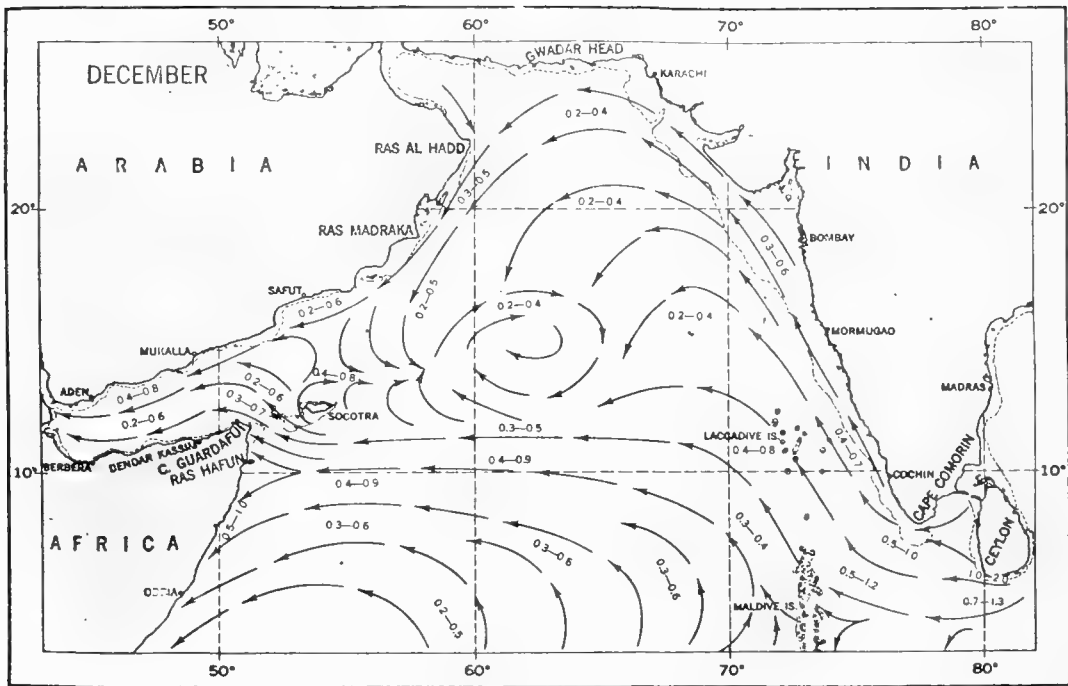 50° 60° 70° 80°
GWADAR HEAD
KARACHI
DECEMBER
0.2—0.4
RAS AL HADD
ARABIA
INDIA
0.3—0.5
0.2—0.4
20° 20°
RAS MADRAKA
BOMBAY
0.3—0.6
0.2—0.5
SAFUT
0.2—0.6
0.2—0.4
0.2—0.4
MORMUGAO
MUKALLA
0.4—0.8
MADRAS
ADEN
0.4—0.8
0.2—0.6
0.3—0.7
SOCOTRA
0.2—0.6
0.3—0.5
LACCADIVE IS.
0.4—0.8
0.4—0.7
BERBERA
DENDAR KASSUM
C. GUARDAFUI
RAS HAFUN
10° 10°
0.4—0.9
COCHIN
CAPE COMORIN
0.4—0.9
0.5—1.0
AFRICA
0.3—0.6
0.3—0.6
0.3—0.4
0.5—1.0
CEYLON
0.3—0.6
0.5—1.2
1.0—2.0
0.7—1.3
MALDIVE IS.
0.2—0.5
50° 60° 70° 80°